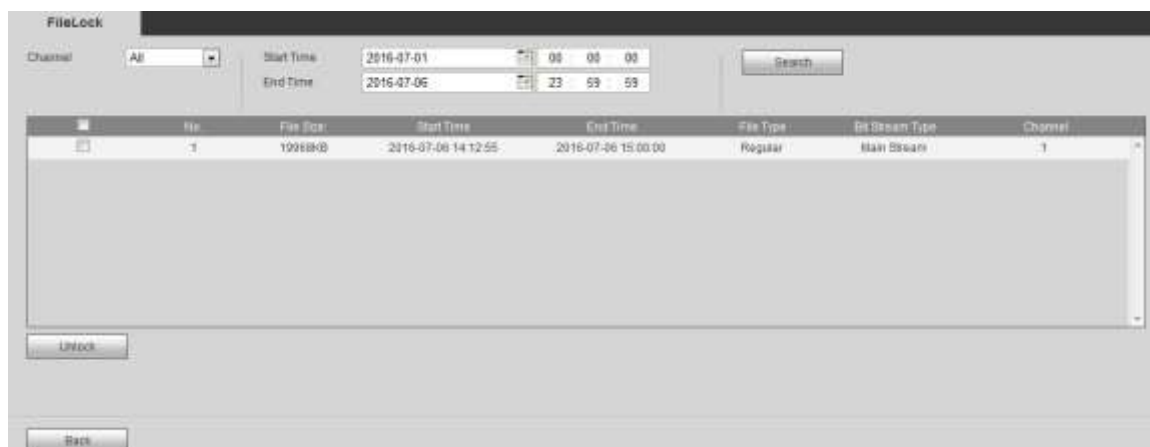 FileLock
Channel All Start Time 2016-07-01 00 : 00 : 00 Search
End Time 2016-07-06 23 : 59 : 59
No. File Size Start Time End Time File Type Bit Stream Type Channel
1 19968KB 2016-07-06 14:12:55 2016-07-06 15:00:00 Regular Main Stream 1
Unlock
Back